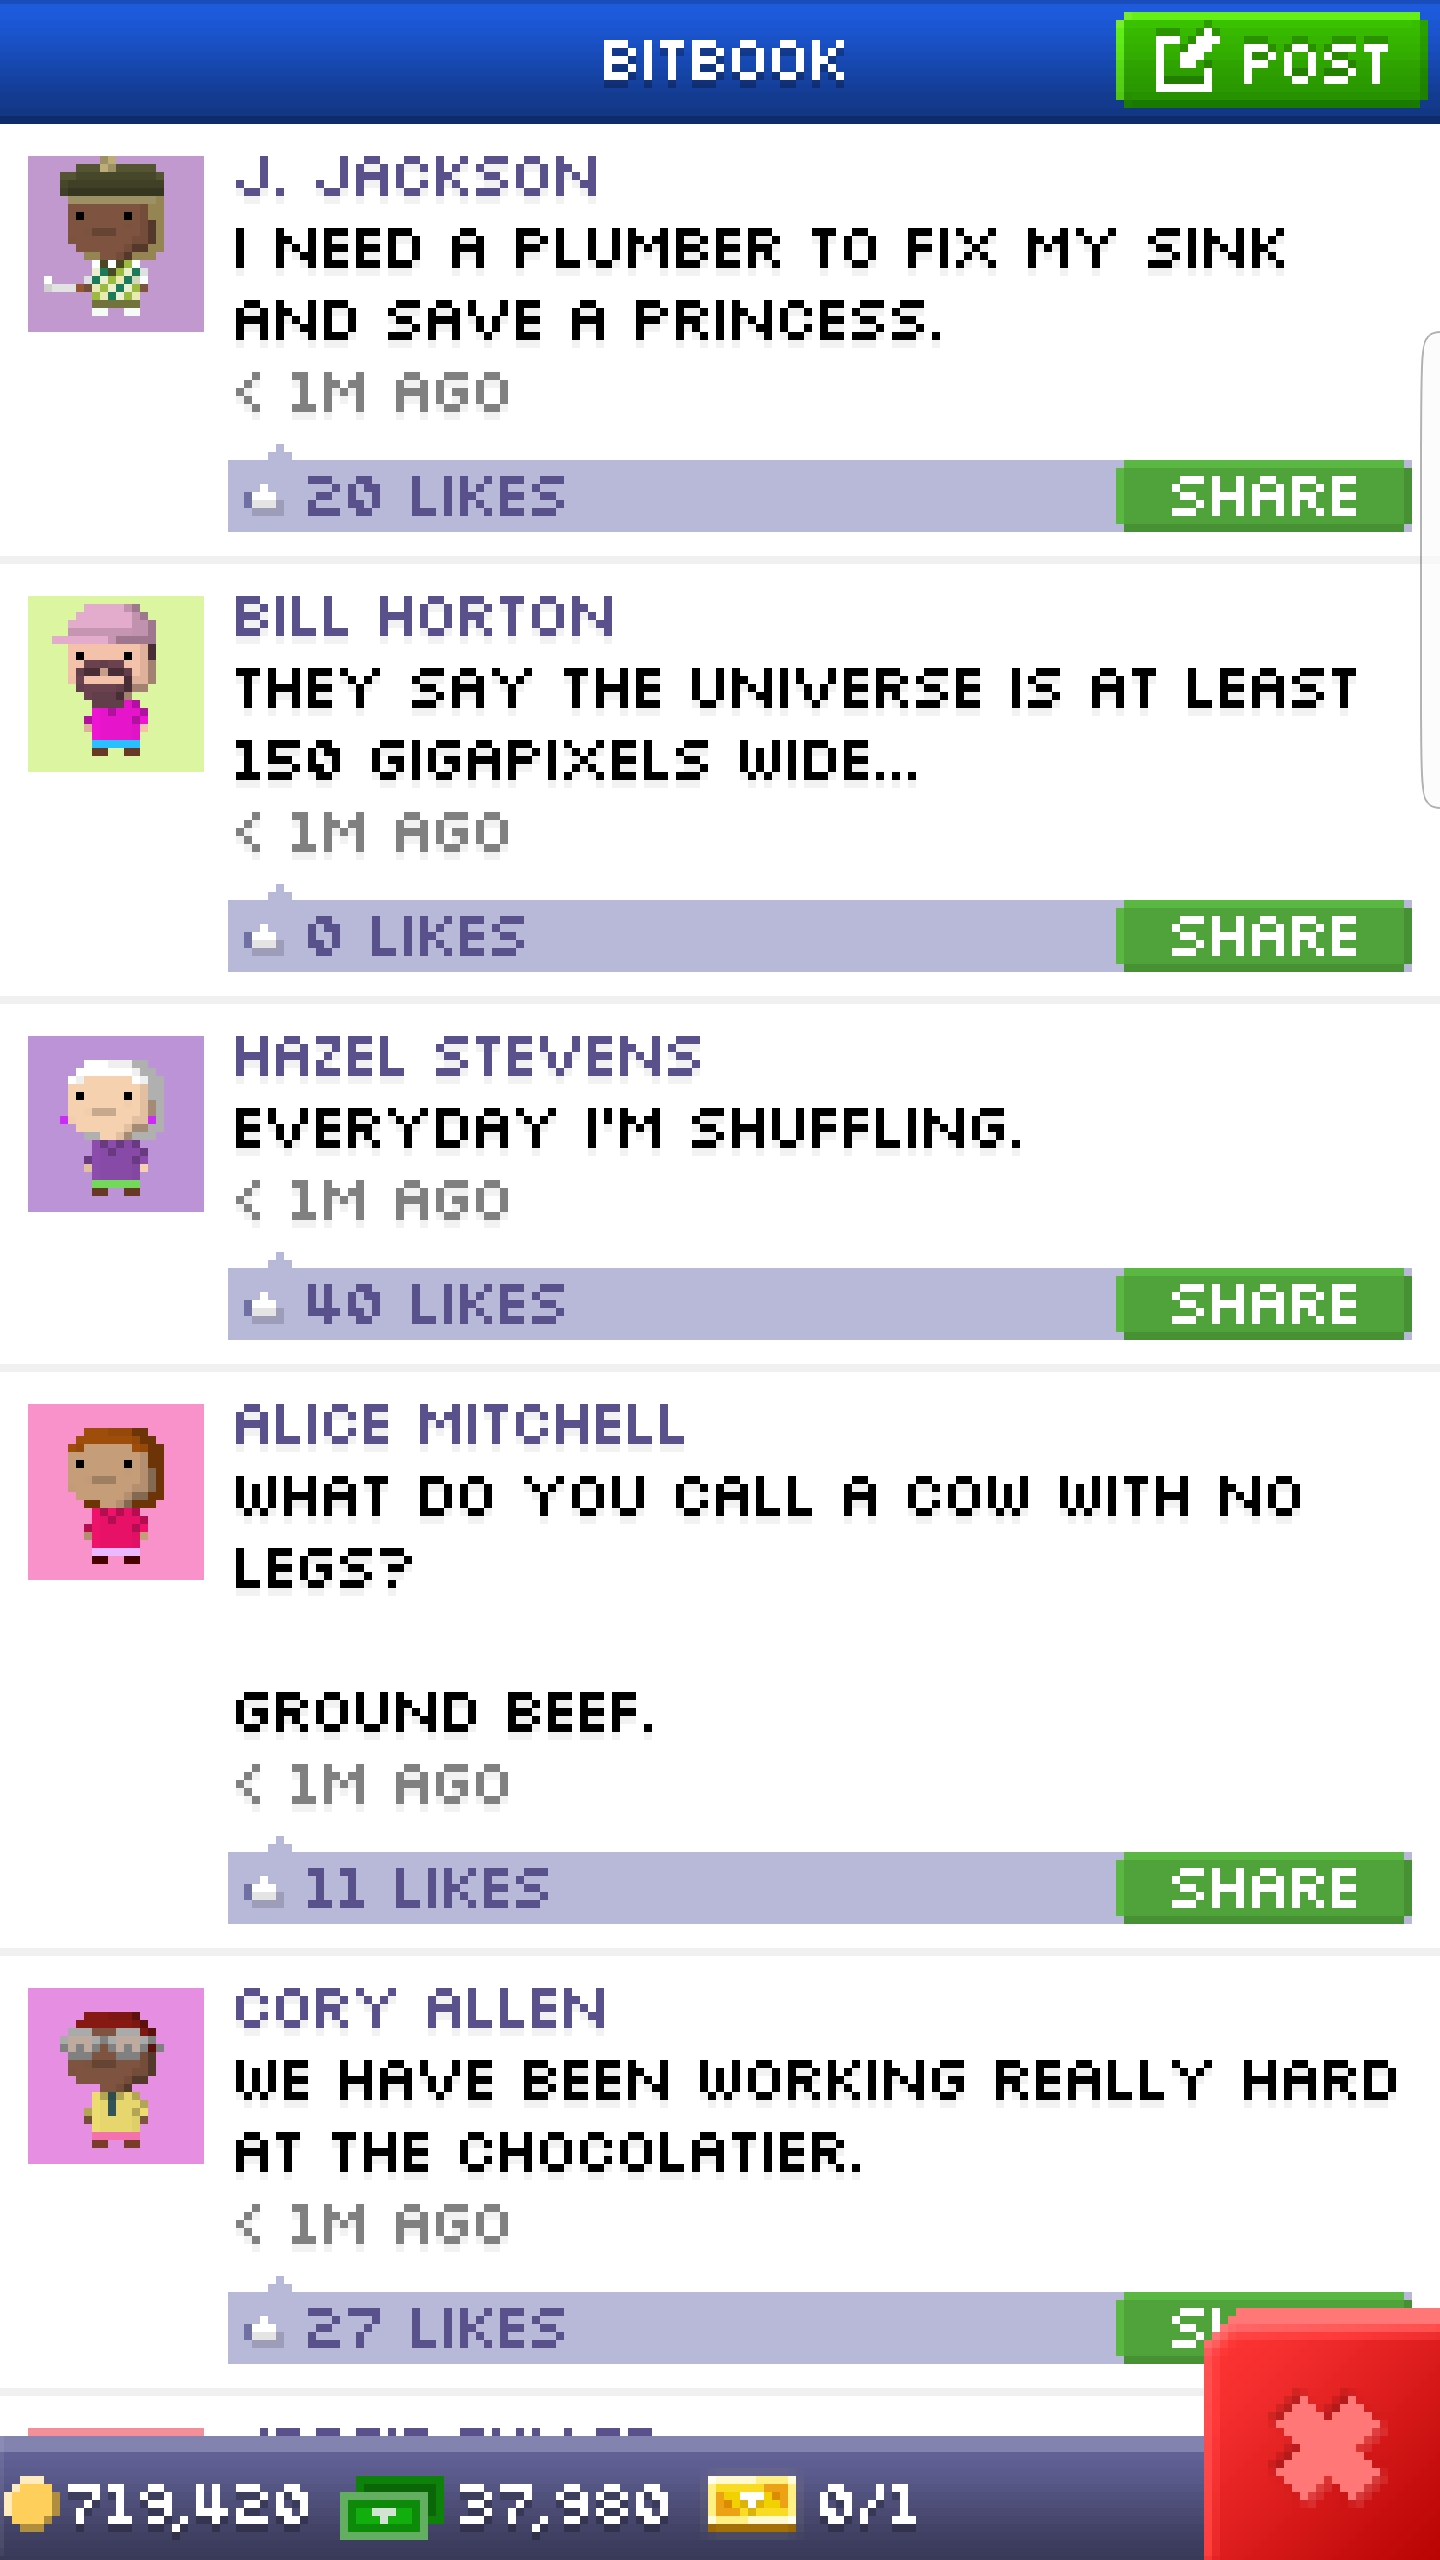 BITBOOK
POST
J. JACKSON
I NEED A PLUMBER TO FIX MY SINK
AND SAVE A PRINCESS.
< 1M AGO
20 LIKES
SHARE
BILL HORTON
THEY SAY THE UNIVERSE IS AT LEAST
150 GIGAPIXELS WIDE...
< 1M AGO
0 LIKES
SHARE
HAZEL STEVENS
EVERYDAY I'M SHUFFLING.
< 1M AGO
40 LIKES
SHARE
ALICE MITCHELL
WHAT DO YOU CALL A COW WITH NO
LEGS?
GROUND BEEF.
< 1M AGO
11 LIKES
SHARE
CORY ALLEN
WE HAVE BEEN WORKING REALLY HARD
AT THE CHOCOLATIER.
< 1M AGO
27 LIKES
719,420
37,980
0/1